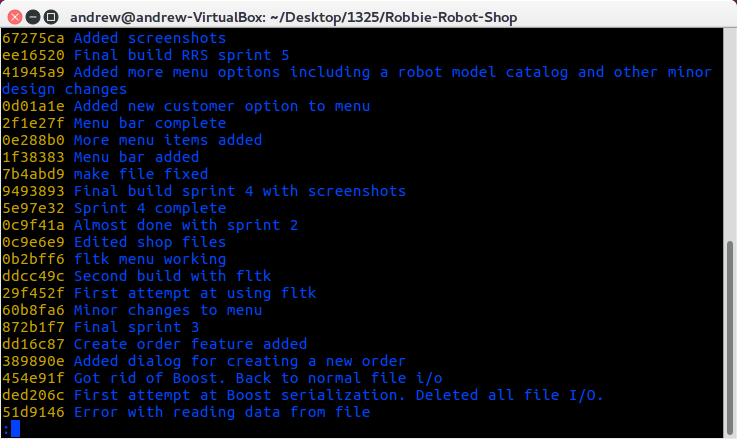 andrew@andrew-VirtualBox: ~/Desktop/1325/Robbie-Robot-Shop
67275ca Added screenshots
ee16520 Final build RRS sprint 5
41945a9 Added more menu options including a robot model catalog and other minor
design changes
0d01a1e Added new customer option to menu
2f1e27f Menu bar complete
0e288b0 More menu items added
1f38383 Menu bar added
7b4abd9 make file fixed
9493893 Final build sprint 4 with screenshots
5e97e32 Sprint 4 complete
0c9f41a Almost done with sprint 2
0c9e6e9 Edited shop files
0b2bff6 fltk menu working
ddcc49c Second build with fltk
29f452f First attempt at using fltk
60b8fa6 Minor changes to menu
872b1f7 Final sprint 3
dd16c87 Create order feature added
389890e Added dialog for creating a new order
454e91f Got rid of Boost. Back to normal file i/o
ded206c First attempt at Boost serialization. Deleted all file I/O.
51d9146 Error with reading data from file
: